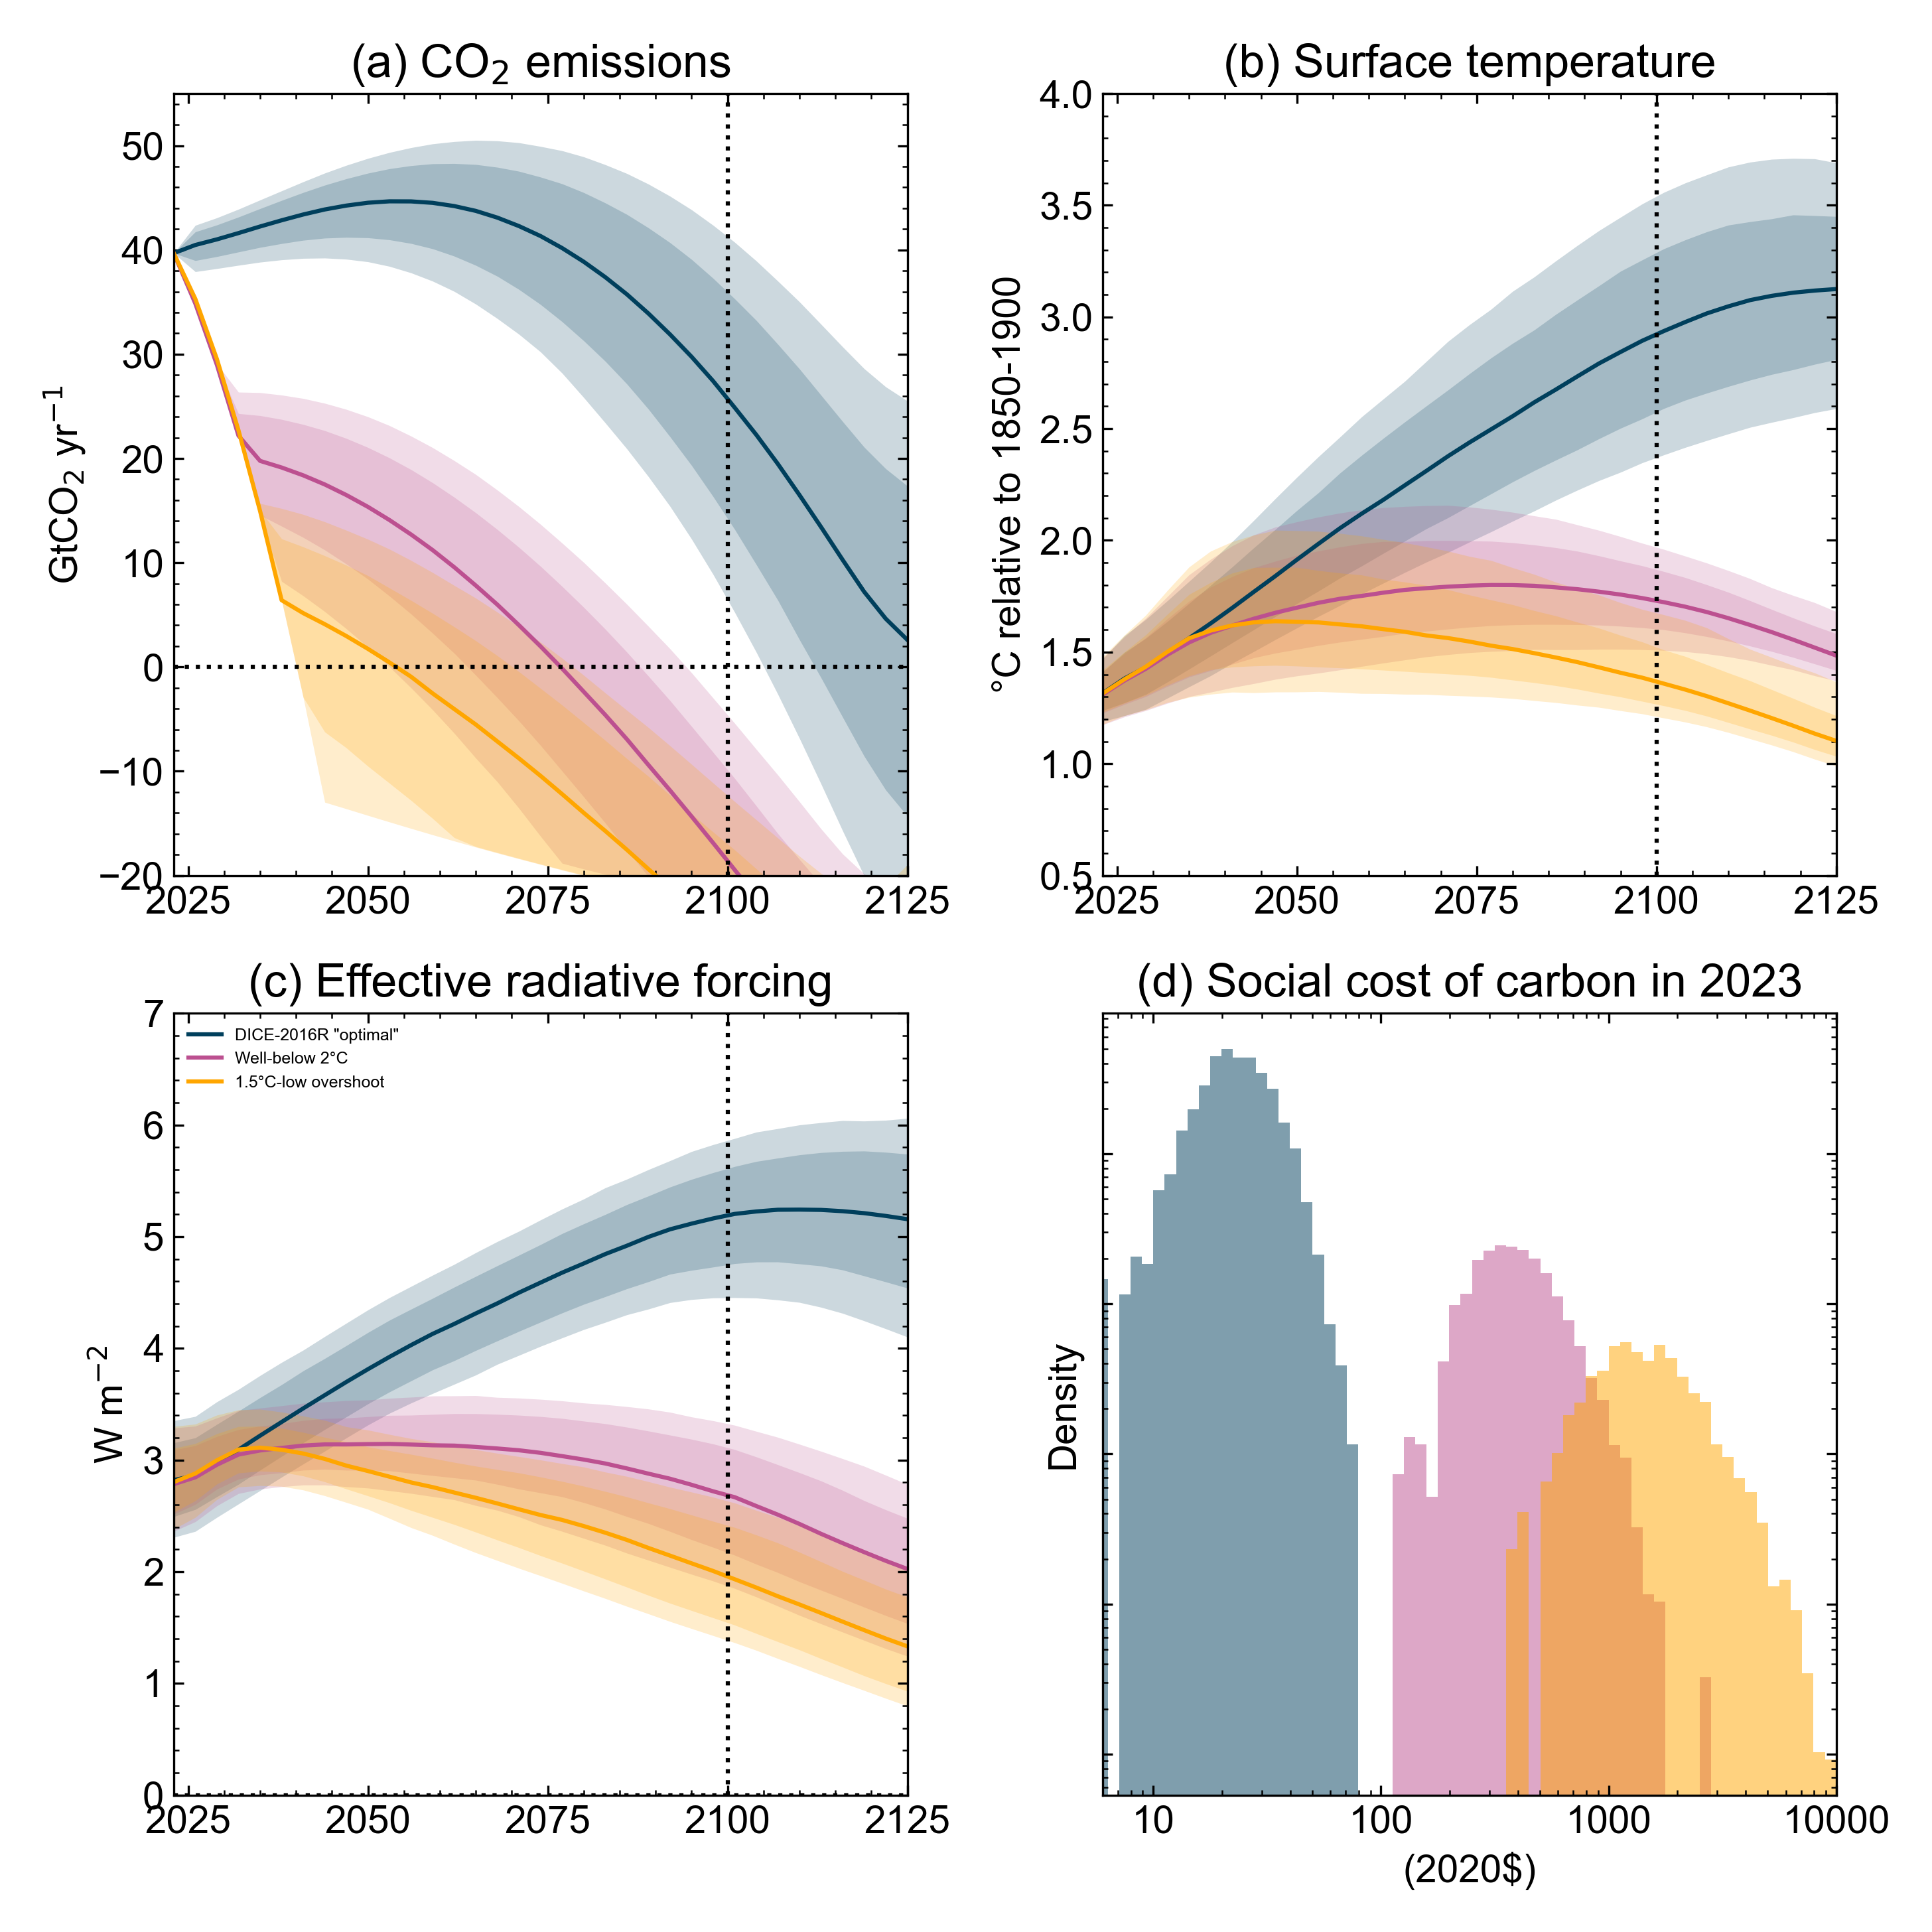 (a) CO₂ emissions
GtCO₂ yr⁻¹
50
40
30
20
10
0
−10
−20
2025 2050 2075 2100 2125
(b) Surface temperature
°C relative to 1850-1900
4.0
3.5
3.0
2.5
2.0
1.5
1.0
0.5
2025 2050 2075 2100 2125
(c) Effective radiative forcing
W m⁻²
7
6
5
4
3
2
1
0
DICE-2016R "optimal"
Well-below 2°C
1.5°C-low overshoot
2025 2050 2075 2100 2125
(d) Social cost of carbon in 2023
Density
10 100 1000 10000
(2020$)